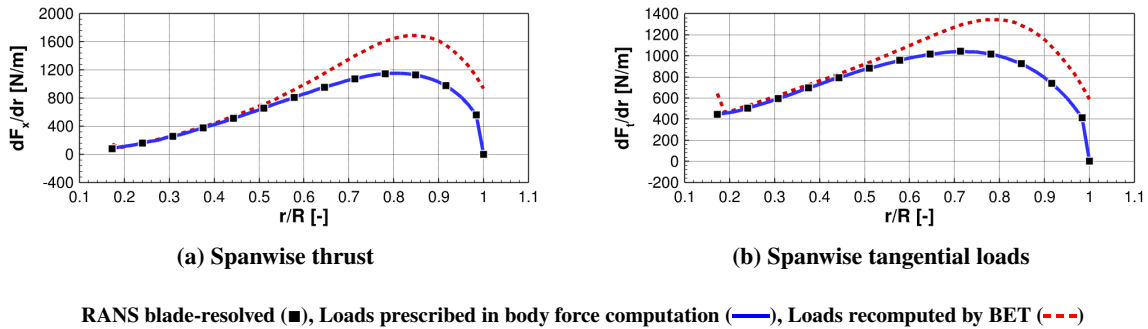 dFx/dr [N/m]
2000
1600
1200
800
400
0
-400
0.1 0.2 0.3 0.4 0.5 0.6 0.7 0.8 0.9 1 1.1
r/R [-]
(a) Spanwise thrust
dFt/dr [N/m]
1400
1200
1000
800
600
400
200
0
-200
0.1 0.2 0.3 0.4 0.5 0.6 0.7 0.8 0.9 1 1.1
r/R [-]
(b) Spanwise tangential loads
RANS blade-resolved (■), Loads prescribed in body force computation (—), Loads recomputed by BET (---)